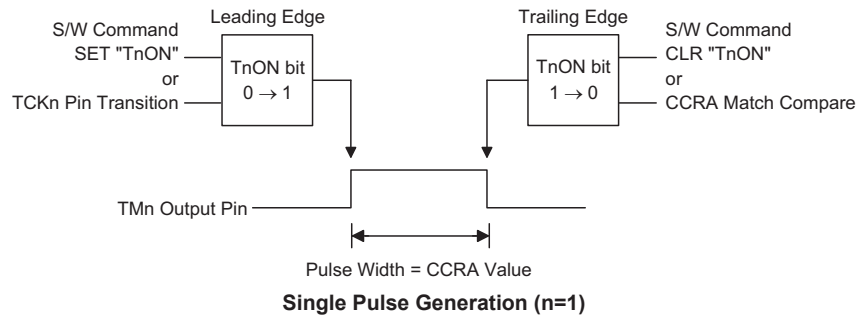 Leading Edge
S/W Command
SET "TnON"
or
TCKn Pin Transition
TnON bit
0 → 1
Trailing Edge
TnON bit
1 → 0
S/W Command
CLR "TnON"
or
CCRA Match Compare
TMn Output Pin
Pulse Width = CCRA Value
Single Pulse Generation (n=1)